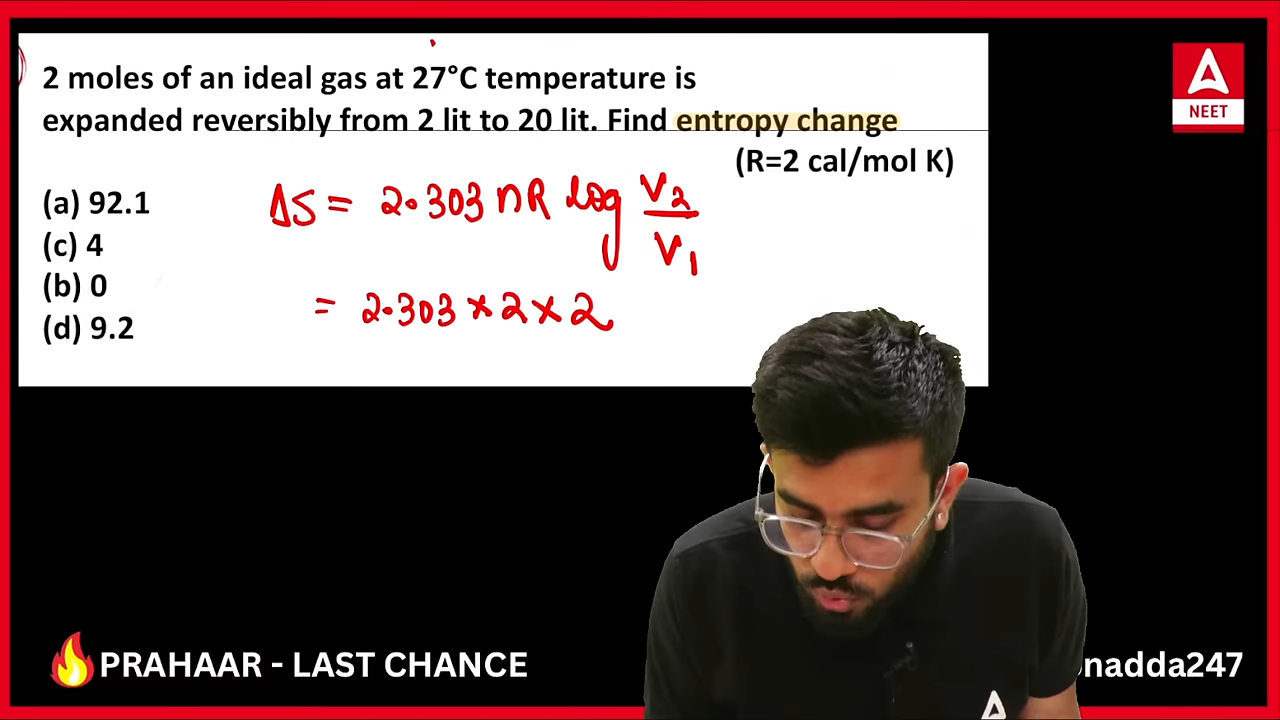 2 moles of an ideal gas at 27°C temperature is
expanded reversibly from 2 lit to 20 lit. Find entropy change
(R=2 cal/mol K)
(a) 92.1
(c) 4
(b) 0
(d) 9.2
ΔS = 2.303 nR log V2/V1
= 2.303 × 2 × 2
NEET
PRAHAAR - LAST CHANCE
nadda247